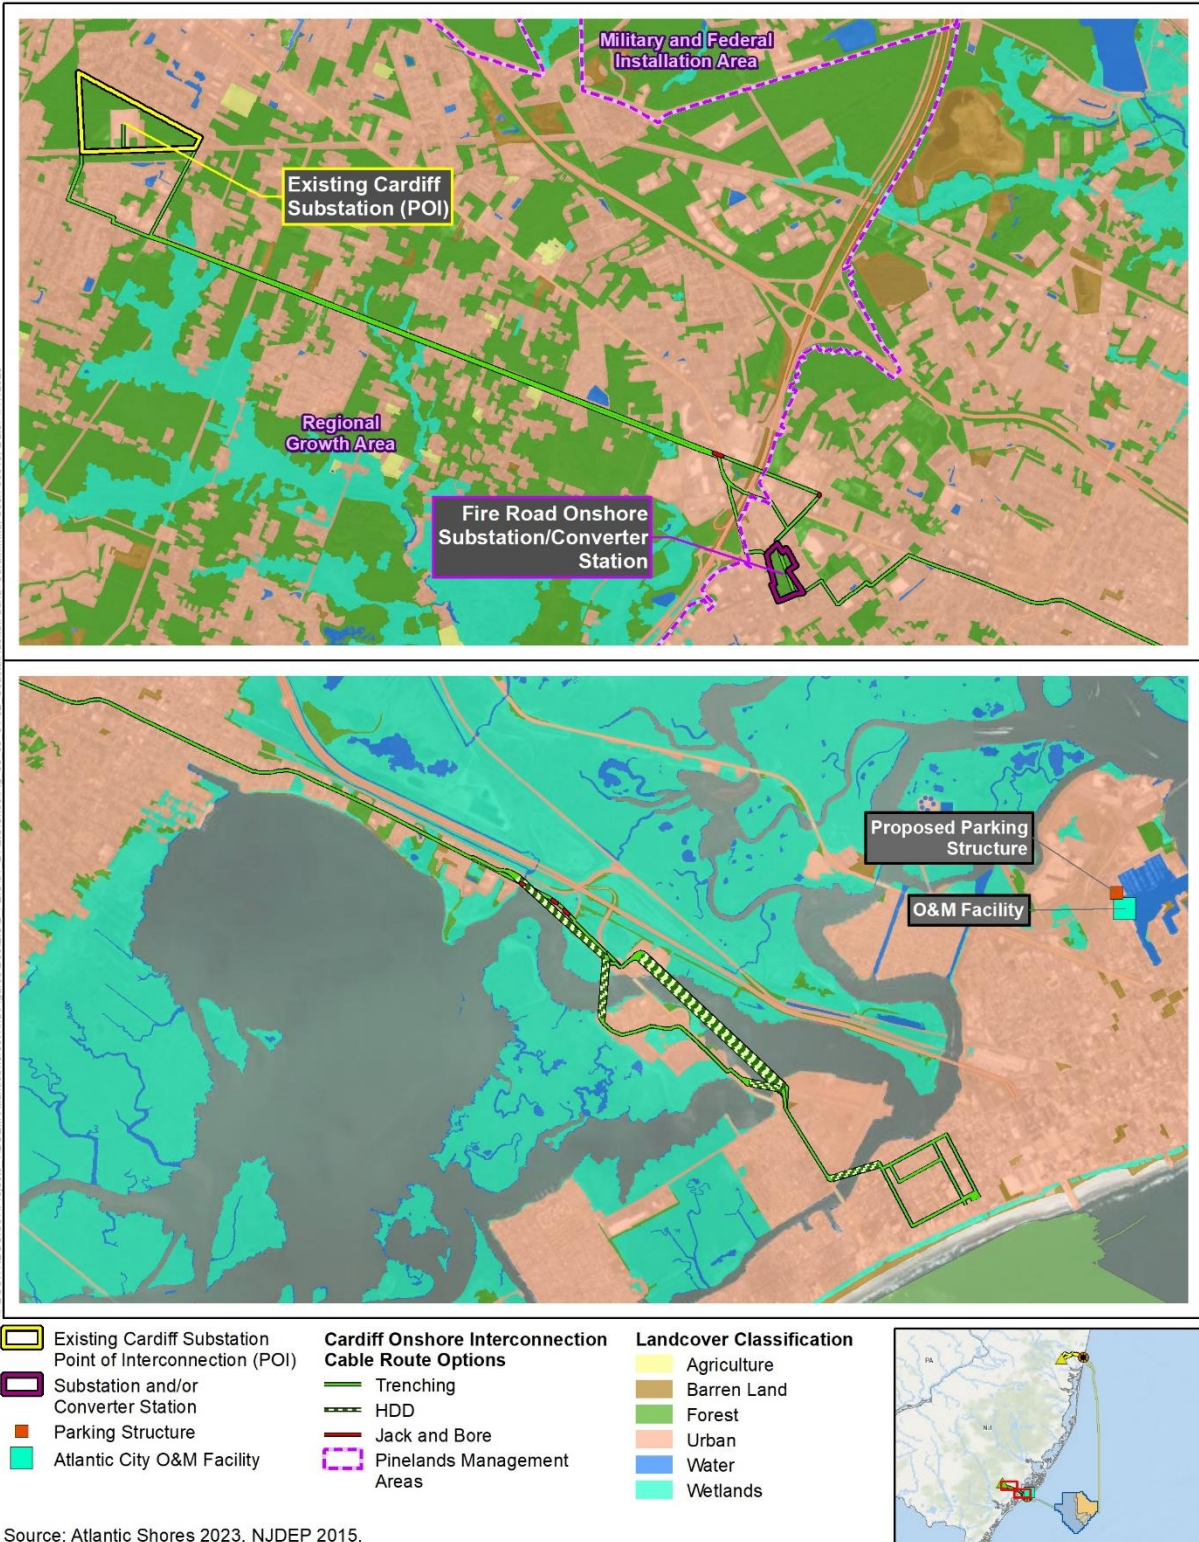 Military and Federal
Installation Area
Existing Cardiff
Substation (POI)
Regional
Growth Area
Fire Road Onshore
Substation/Converter
Station
Proposed Parking
Structure
O&M Facility
Existing Cardiff Substation
Point of Interconnection (POI)
Substation and/or
Converter Station
Parking Structure
Atlantic City O&M Facility
Cardiff Onshore Interconnection
Cable Route Options
Trenching
HDD
Jack and Bore
Pinelands Management
Areas
Landcover Classification
Agriculture
Barren Land
Forest
Urban
Water
Wetlands
PA
NJ
Source: Atlantic Shores 2023, NJDEP 2015.